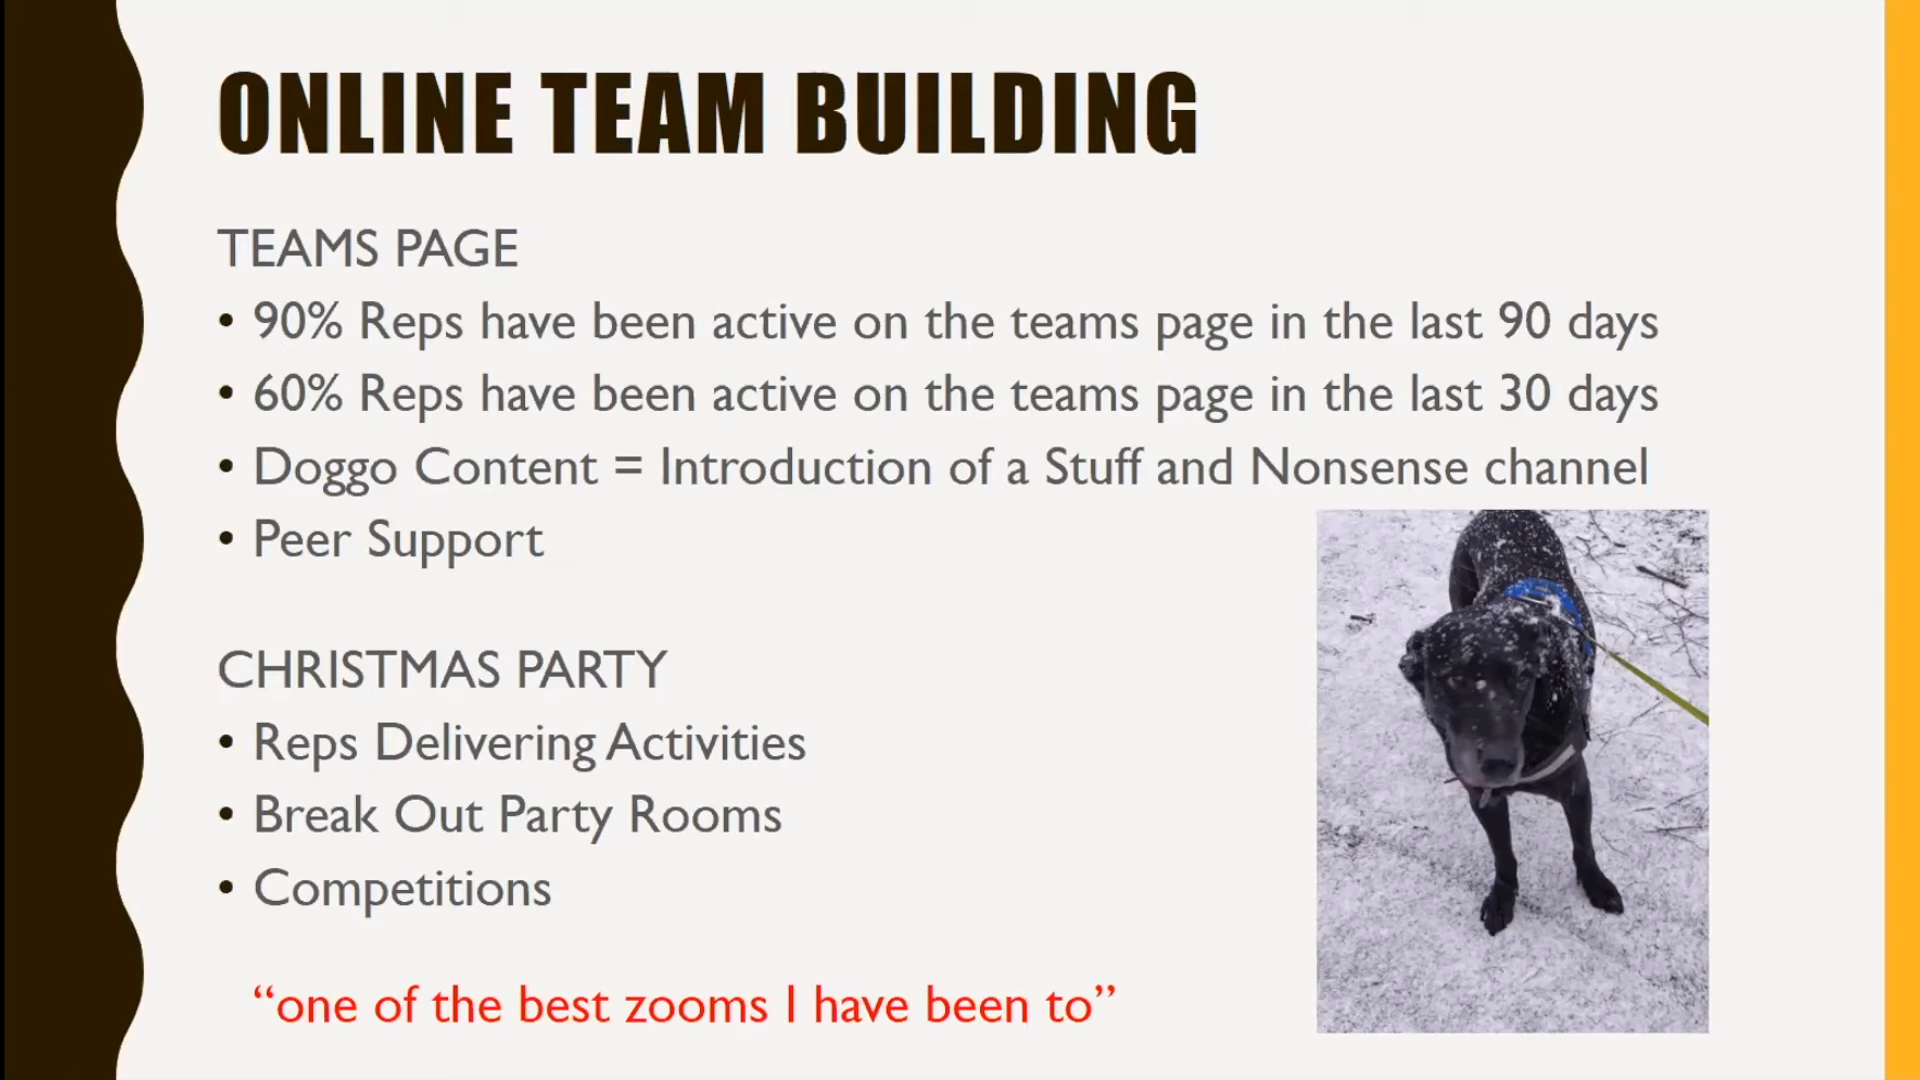 ONLINE TEAM BUILDING
TEAMS PAGE
• 90% Reps have been active on the teams page in the last 90 days
• 60% Reps have been active on the teams page in the last 30 days
• Doggo Content = Introduction of a Stuff and Nonsense channel
• Peer Support
CHRISTMAS PARTY
• Reps Delivering Activities
• Break Out Party Rooms
• Competitions
“one of the best zooms I have been to”